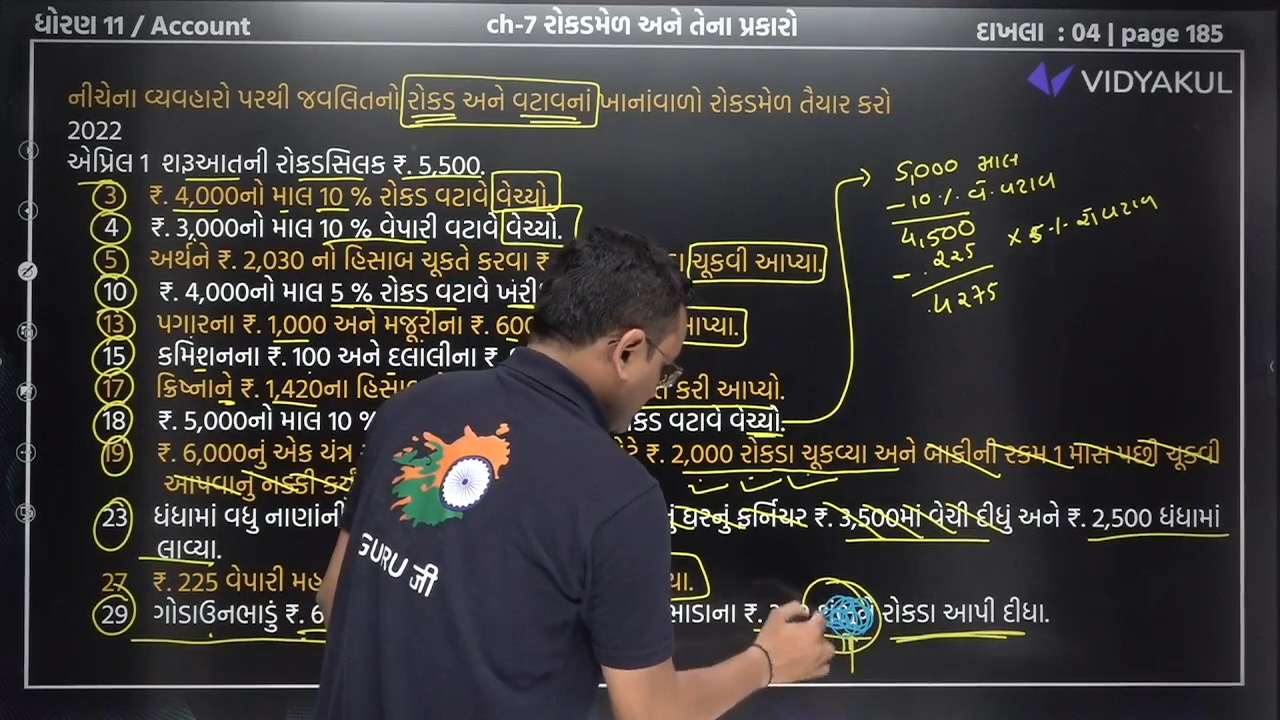 ધોરણ 11 / Account
ch-7 રોકડમેળ અને તેના પ્રકારો
દાખલા : 04 | page 185
VIDYAKUL
નીચેના વ્યવહારો પરથી જવલિતનો રોકડ અને વટાવનાં ખાનાંવાળો રોકડમેળ તૈયાર કરો
2022
એપ્રિલ 1 શરૂઆતની રોકડસિલક ₹. 5,500.
3 ₹. 4,000નો માલ 10 % રોકડ વટાવે વેચ્યો.
4 ₹. 3,000નો માલ 10 % વેપારી વટાવે વેચ્યો.
5 અર્થને ₹. 2,030 નો હિસાબ ચૂકતે કરવા ₹ ચૂકવી આપ્યા.
10 ₹. 4,000નો માલ 5 % રોકડ વટાવે
13 પગારના ₹. 1,000 અને મજૂરીના ₹. 600 આપ્યા.
15 કમિશનના ₹. 100 અને દલાલીના ₹.
17 ક્રિષ્નાને ₹. 1,420ના કરી આપ્યો.
18 ₹. 5,000નો માલ 10 % વટાવે વેચ્યો.
19 ₹. 6,000નું એક યંત્ર ₹. 2,000 રોકડા ચૂકવ્યા અને બાકીની રકમ 1 માસ પછી ચૂકવી
આપવાનું નક્કી કર્યું
23 ધંધામાં વધુ નાણાંની ઘરનું ફર્નિચર ₹. 3,500માં વેચી દીધું અને ₹. 2,500 ધંધામાં
લાવ્યા.
27 ₹. 225 વેપારી
29 ગોડાઉનભાડું ₹. 6 ₹. રોકડા આપી દીધા.
5,000 માલ
- 10 % વે. વટાવ
4,500
- 225 x 5 % રો વટાવ
4275
GURU જી